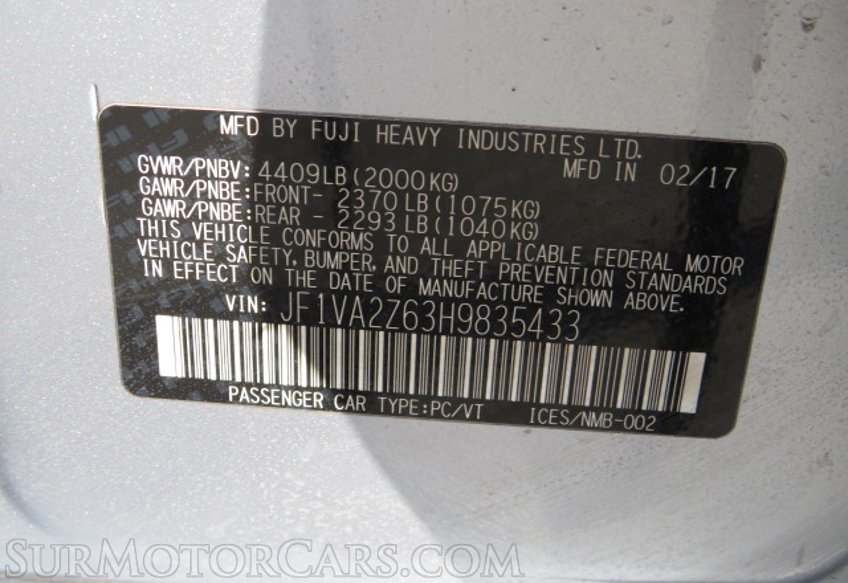 MFD BY FUJI HEAVY INDUSTRIES LTD.
GVWR/PNBV: 4409LB(2000KG) MFD IN 02/17
GAWR/PNBE:FRONT- 2370LB(1075KG)
GAWR/PNBE:REAR - 2293LB(1040KG)
THIS VEHICLE CONFORMS TO ALL APPLICABLE FEDERAL MOTOR
VEHICLE SAFETY, BUMPER, AND THEFT PREVENTION STANDARDS
IN EFFECT ON THE DATE OF MANUFACTURE SHOWN ABOVE.
VIN: JF1VA2Z63H9835433
PASSENGER CAR TYPE:PC/VT ICES/NMB-002
SURMOTORCARS.COM